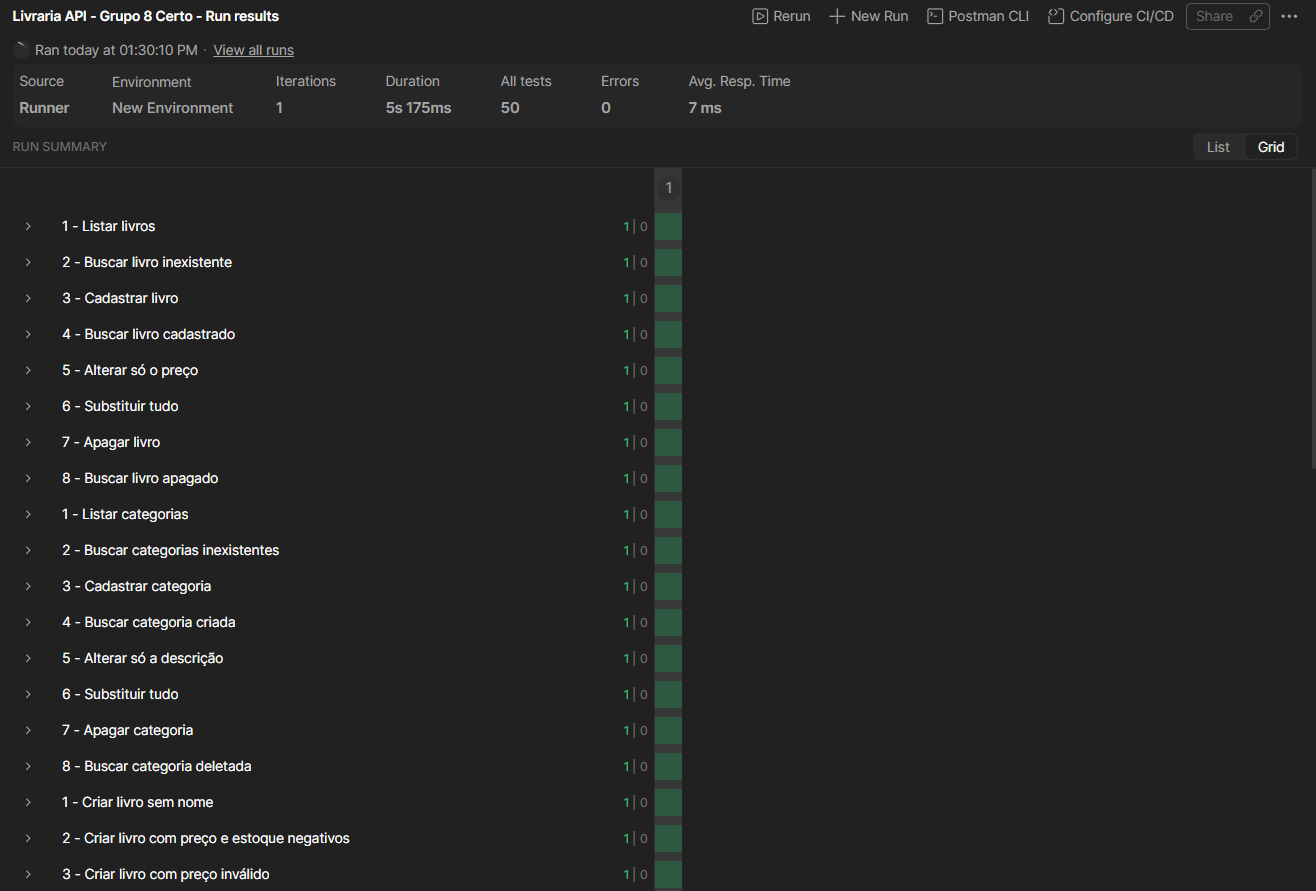 Livraria API - Grupo 8 Certo - Run results
Rerun New Run Postman CLI Configure CI/CD Share
Ran today at 01:30:10 PM · View all runs
Source Environment Iterations Duration All tests Errors Avg. Resp. Time
Runner New Environment 1 5s 175ms 50 0 7 ms
RUN SUMMARY
List Grid
1
1 - Listar livros 1 | 0
2 - Buscar livro inexistente 1 | 0
3 - Cadastrar livro 1 | 0
4 - Buscar livro cadastrado 1 | 0
5 - Alterar só o preço 1 | 0
6 - Substituir tudo 1 | 0
7 - Apagar livro 1 | 0
8 - Buscar livro apagado 1 | 0
1 - Listar categorias 1 | 0
2 - Buscar categorias inexistentes 1 | 0
3 - Cadastrar categoria 1 | 0
4 - Buscar categoria criada 1 | 0
5 - Alterar só a descrição 1 | 0
6 - Substituir tudo 1 | 0
7 - Apagar categoria 1 | 0
8 - Buscar categoria deletada 1 | 0
1 - Criar livro sem nome 1 | 0
2 - Criar livro com preço e estoque negativos 1 | 0
3 - Criar livro com preço inválido 1 | 0